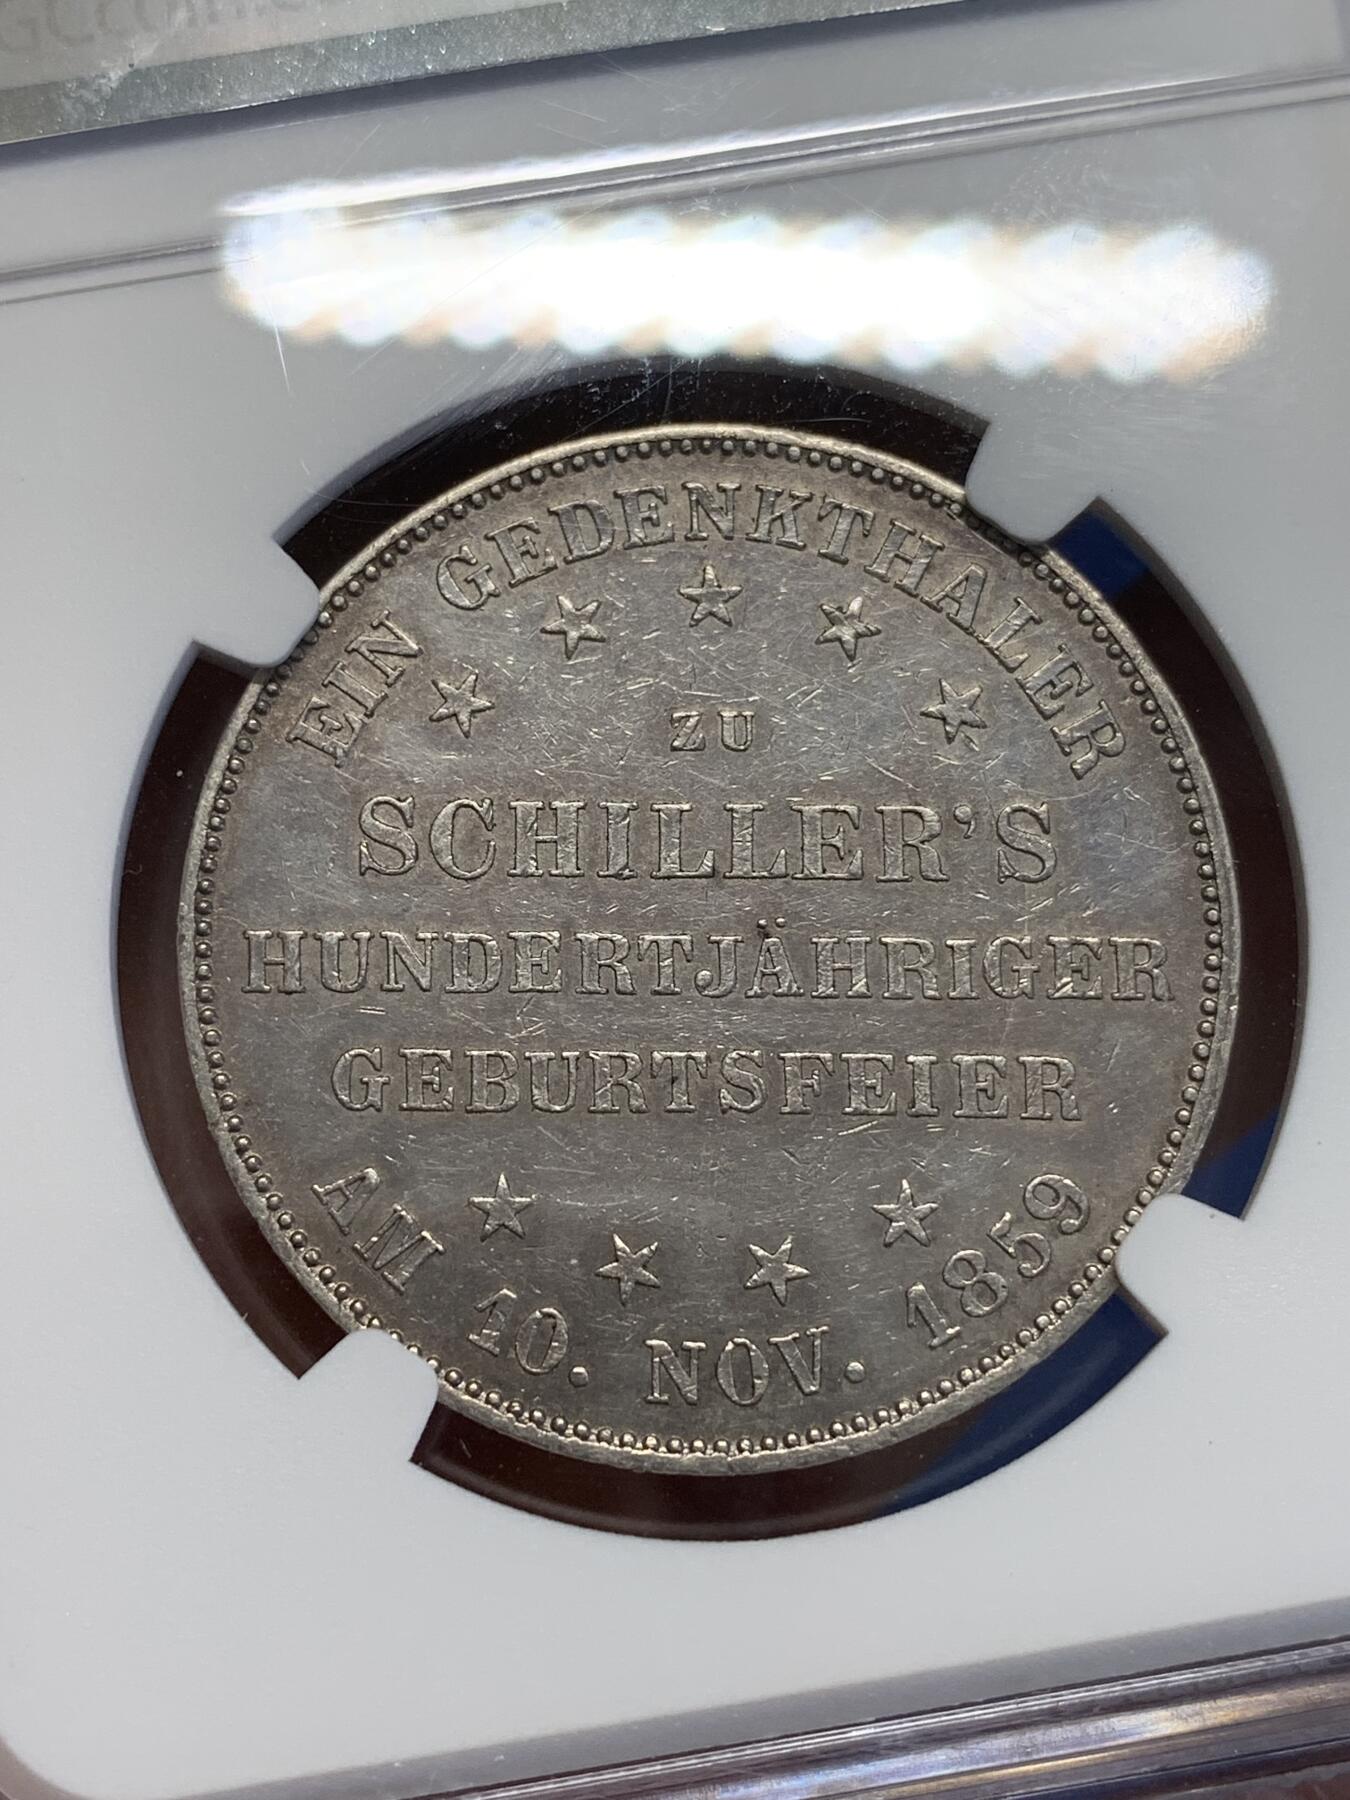 EIN GEDENKTHALER
ZU
SCHILLER'S
HUNDERTJÄHRIGER
GEBURTSFEIER
AM 10. NOV. 1859